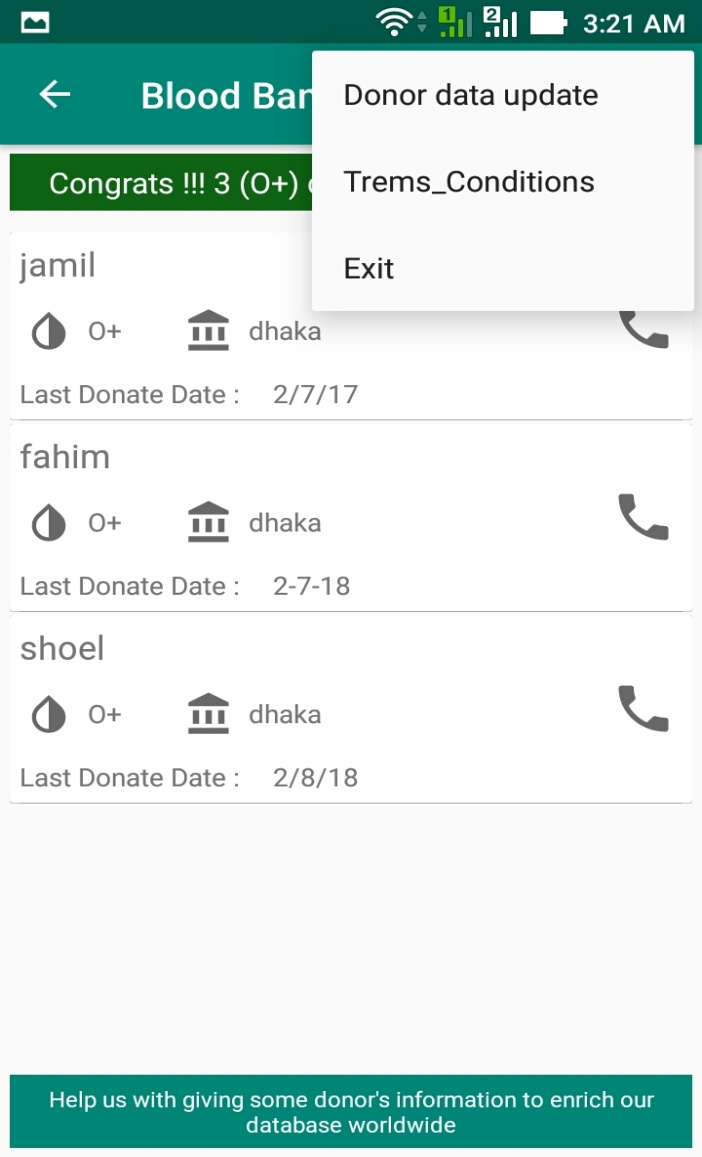 1 2 3:21 AM
Blood Ban
Donor data update
Congrats !!! 3 (O+)
Trems_Conditions
Exit
jamil
O+ dhaka
Last Donate Date : 2/7/17
fahim
O+ dhaka
Last Donate Date : 2-7-18
shoel
O+ dhaka
Last Donate Date : 2/8/18
Help us with giving some donor's information to enrich our
database worldwide